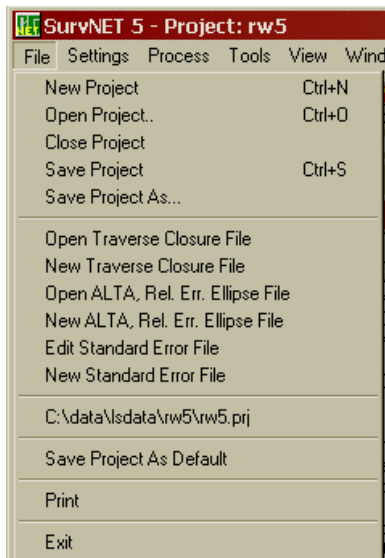 SurvNET 5 - Project: rw5
File Settings Process Tools View Wind
New Project Ctrl+N
Open Project.. Ctrl+O
Close Project
Save Project Ctrl+S
Save Project As...
Open Traverse Closure File
New Traverse Closure File
Open ALTA, Rel. Err. Ellipse File
New ALTA, Rel. Err. Ellipse File
Edit Standard Error File
New Standard Error File
C:\data\lsdata\rw5\rw5.prj
Save Project As Default
Print
Exit